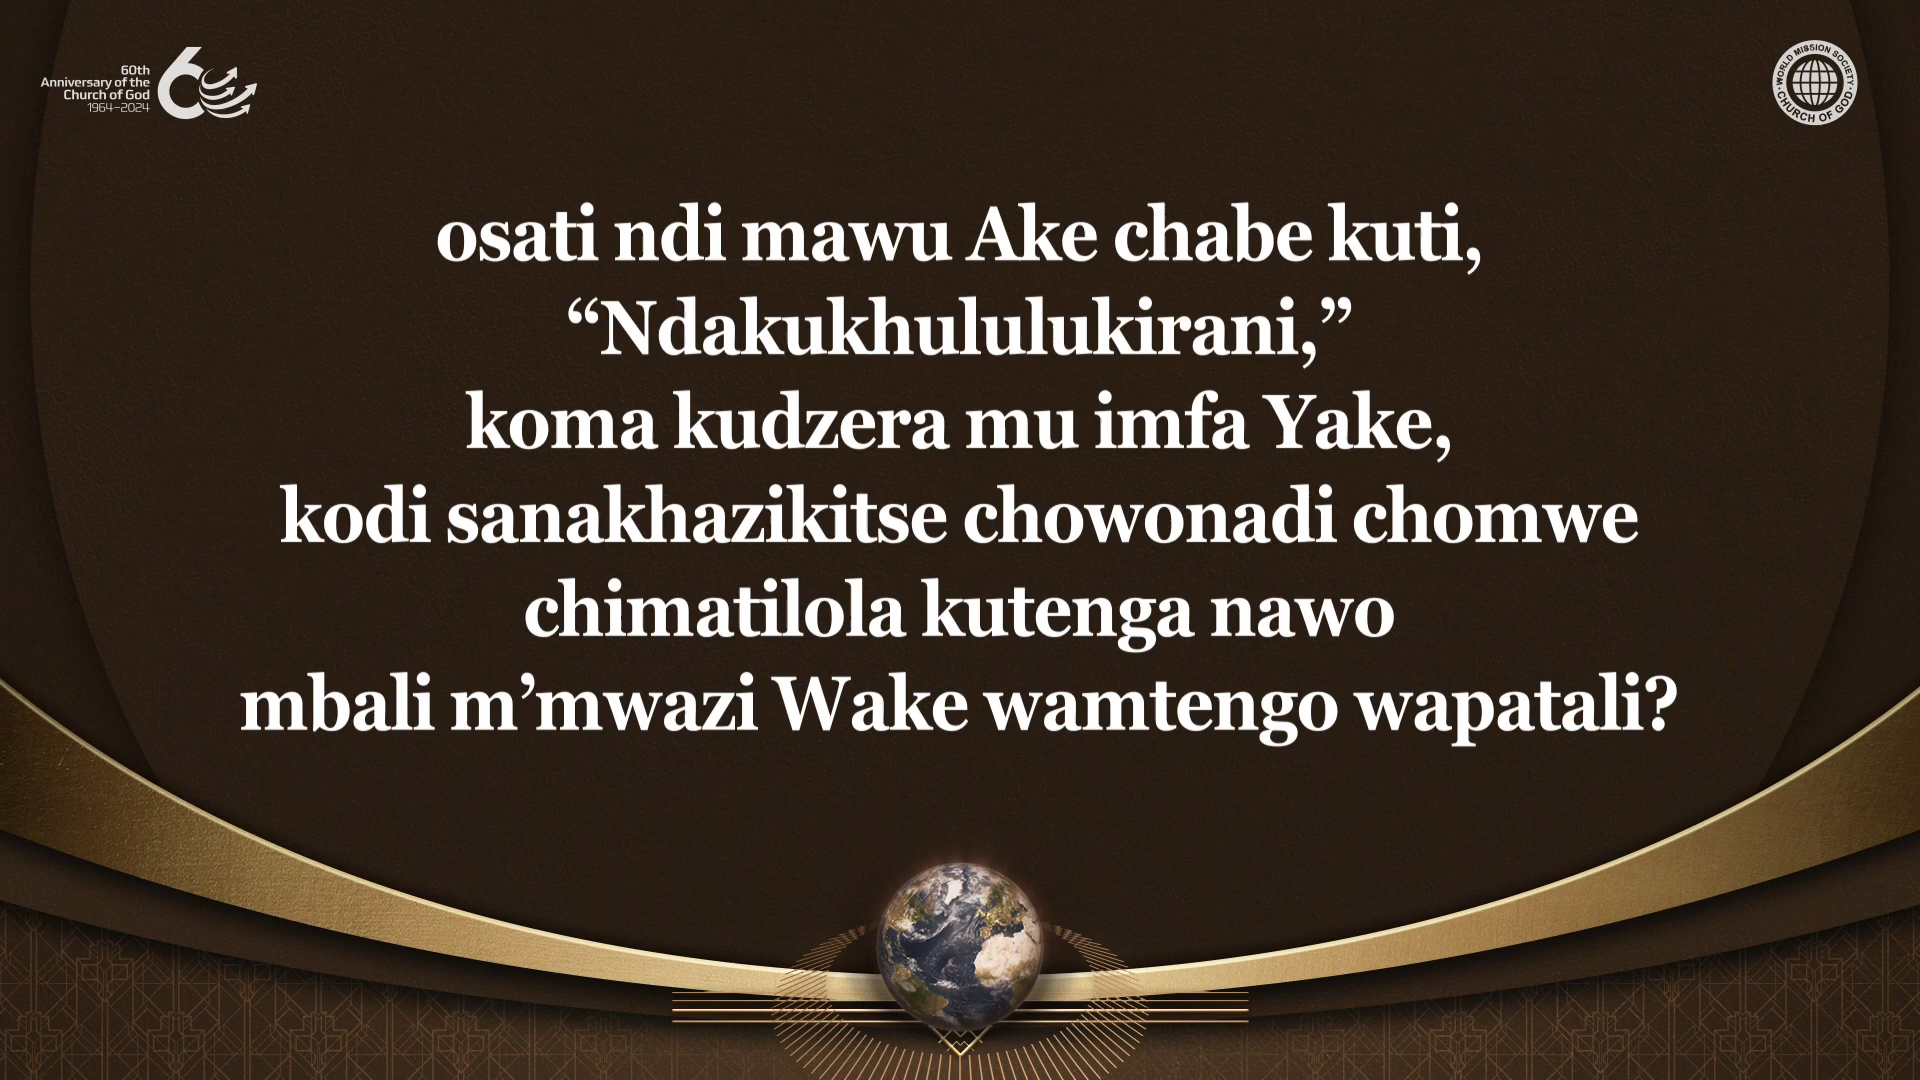 60th
Anniversary of the
Church of God
1964–2024
60
WORLD MISSION SOCIETY
CHURCH OF GOD
osati ndi mawu Ake chabe kuti,
“Ndakukhululukirani,”
koma kudzera mu imfa Yake,
kodi sanakhazikitse chowonadi chomwe
chimatilola kutenga nawo
mbali m’mwazi Wake wamtengo wapatali?